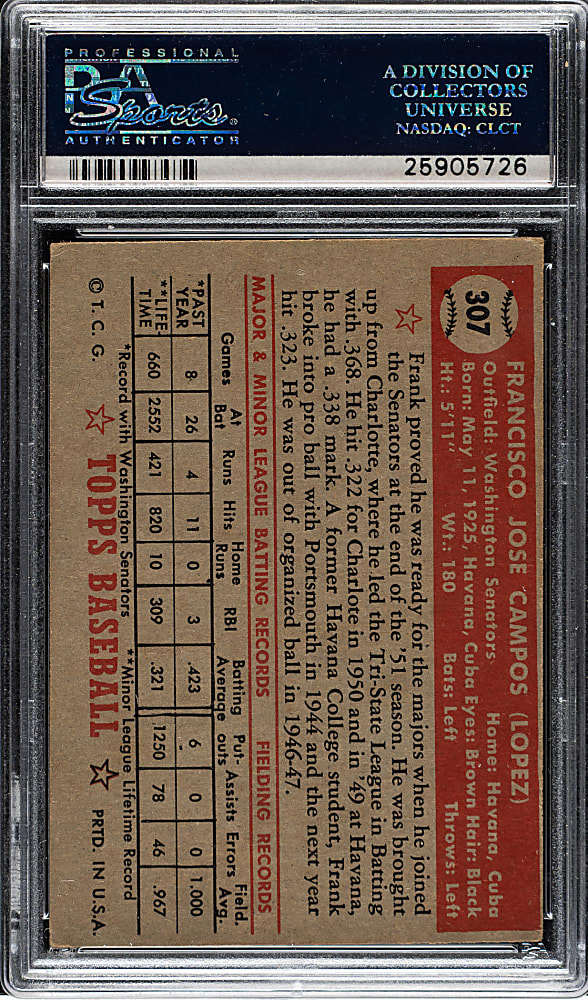 PROFESSIONAL
PSA
Sports
AUTHENTICATOR
A DIVISION OF
COLLECTORS
UNIVERSE
NASDAQ: CLCT
25905726
307
FRANCISCO JOSE CAMPOS (LOPEZ)
Outfield: Washington Senators Home: Havana, Cuba
Born: May 11, 1925, Havana, Cuba Eyes: Brown Hair: Black
Ht.: 5'11" Wt.: 180 Bats: Left Throws: Left
Frank proved he was ready for the majors when he joined
the Senators at the end of the '51 season. He was brought
up from Charlotte, where he led the Tri-State League in Batting
with .368. He hit .322 for Charlotte in 1950 and in '49 at Havana,
he had a .338 mark. A former Havana College student, Frank
broke into pro ball with Portsmouth in 1944 and the next year
hit .323. He was out of organized ball in 1946-47.
MAJOR & MINOR LEAGUE BATTING RECORDS FIELDING RECORDS
Games At Bat Runs Hits Home Runs RBI Batting Average Put-outs Assists Errors Field. Avg.
*PAST YEAR 8 26 4 11 0 3 .423 6 0 0 1.000
**LIFE-TIME 660 2552 421 820 10 309 .321 1250 78 46 .967
*Record with Washington Senators **Minor League Lifetime Record
© T. C. G. TOPPS BASEBALL PRTD. IN U.S.A.